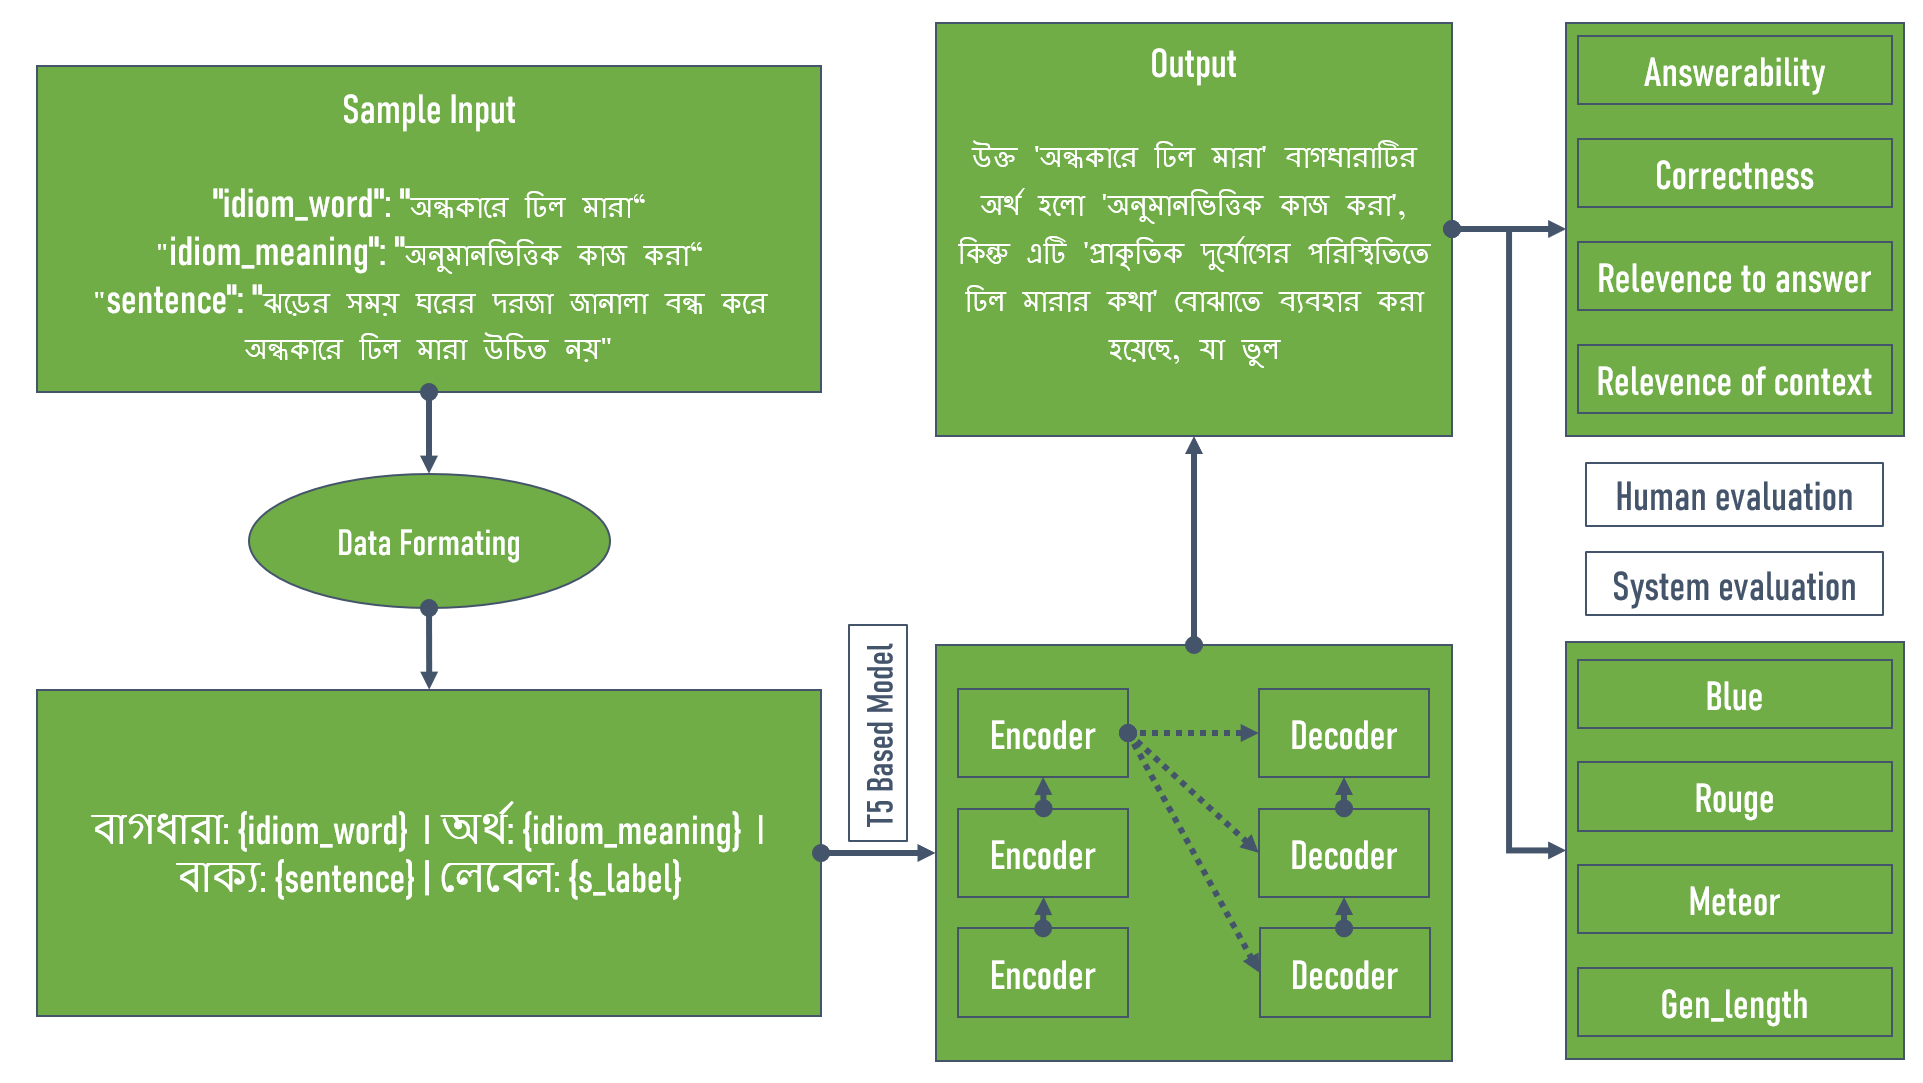 Sample Input
"idiom_word": "অন্ধকারে ঢিল মারা“
"idiom_meaning": "অনুমানভিত্তিক কাজ করা“
"sentence": "ঝড়ের সময় ঘরের দরজা জানালা বন্ধ করে
অন্ধকারে ঢিল মারা উচিত নয়"
Data Formating
বাগধারা: {idiom_word} । অর্থ: {idiom_meaning} ।
বাক্য: {sentence} | লেবেল: {s_label}
T5 Based Model
Encoder
Encoder
Encoder
Decoder
Decoder
Decoder
Output
উক্ত 'অন্ধকারে ঢিল মারা' বাগধারাটির
অর্থ হলো 'অনুমানভিত্তিক কাজ করা',
কিন্তু এটি 'প্রাকৃতিক দুর্যোগের পরিস্থিতিতে
ঢিল মারার কথা' বোঝাতে ব্যবহার করা
হয়েছে, যা ভুল
Answerability
Correctness
Relevence to answer
Relevence of context
Human evaluation
System evaluation
Blue
Rouge
Meteor
Gen_length